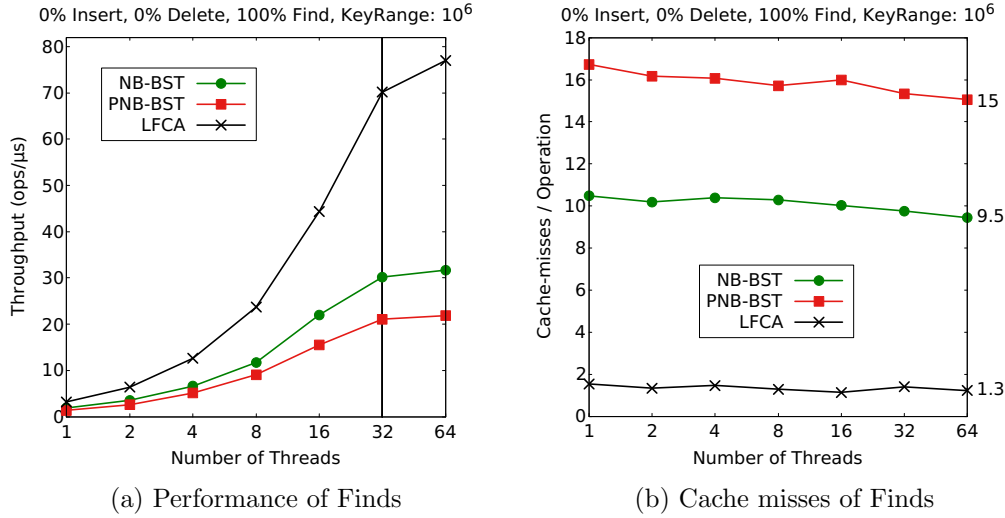 0% Insert, 0% Delete, 100% Find, KeyRange: 10⁶
80
70
60
50
40
30
20
10
0
Throughput (ops/μs)
NB-BST
PNB-BST
LFCA
1 2 4 8 16 32 64
Number of Threads
(a) Performance of Finds
0% Insert, 0% Delete, 100% Find, KeyRange: 10⁶
18
16
14
12
10
8
6
4
2
0
Cache-misses / Operation
15
9.5
1.3
NB-BST
PNB-BST
LFCA
1 2 4 8 16 32 64
Number of Threads
(b) Cache misses of Finds